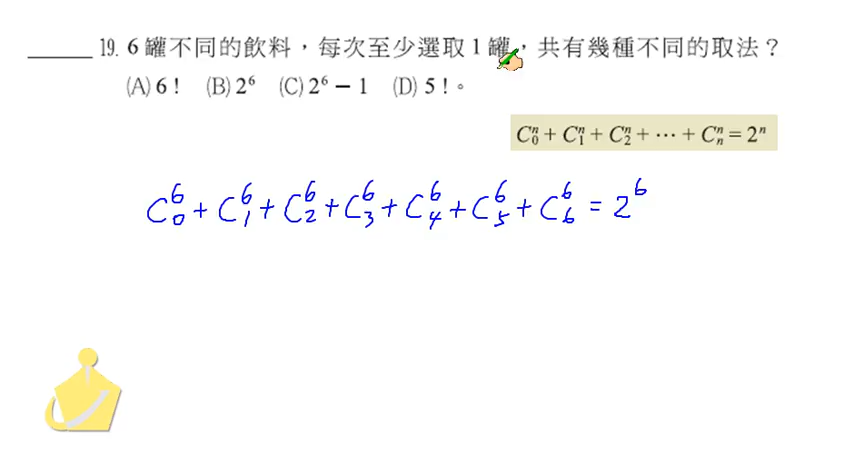 ______ 19. 6 罐不同的飲料，每次至少選取 1 罐，共有幾種不同的取法？
(A) 6！ (B) 2⁶ (C) 2⁶ − 1 (D) 5！。
C₀ⁿ + C₁ⁿ + C₂ⁿ + ⋯ + Cₙⁿ = 2ⁿ
C₀⁶ + C₁⁶ + C₂⁶ + C₃⁶ + C₄⁶ + C₅⁶ + C₆⁶ = 2⁶